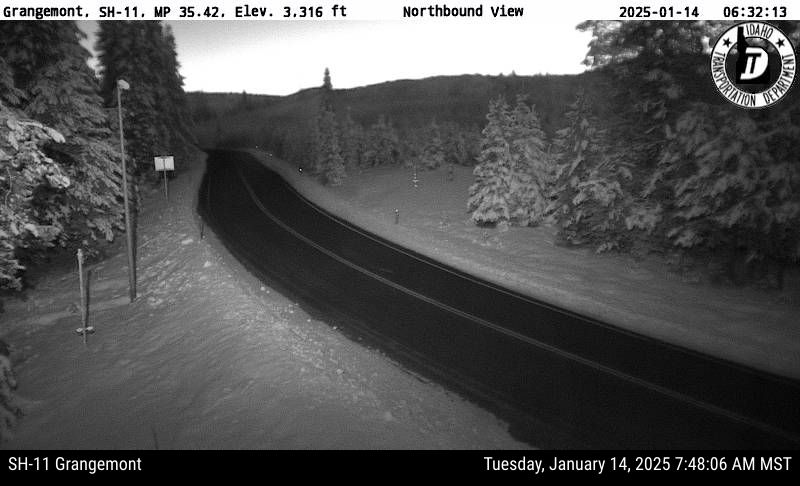 Grangemont, SH-11, MP 35.42, Elev. 3,316 ft Northbound View 2025-01-14 06:32:13
IDAHO
TRANSPORTATION DEPARTMENT
SH-11 Grangemont Tuesday, January 14, 2025 7:48:06 AM MST